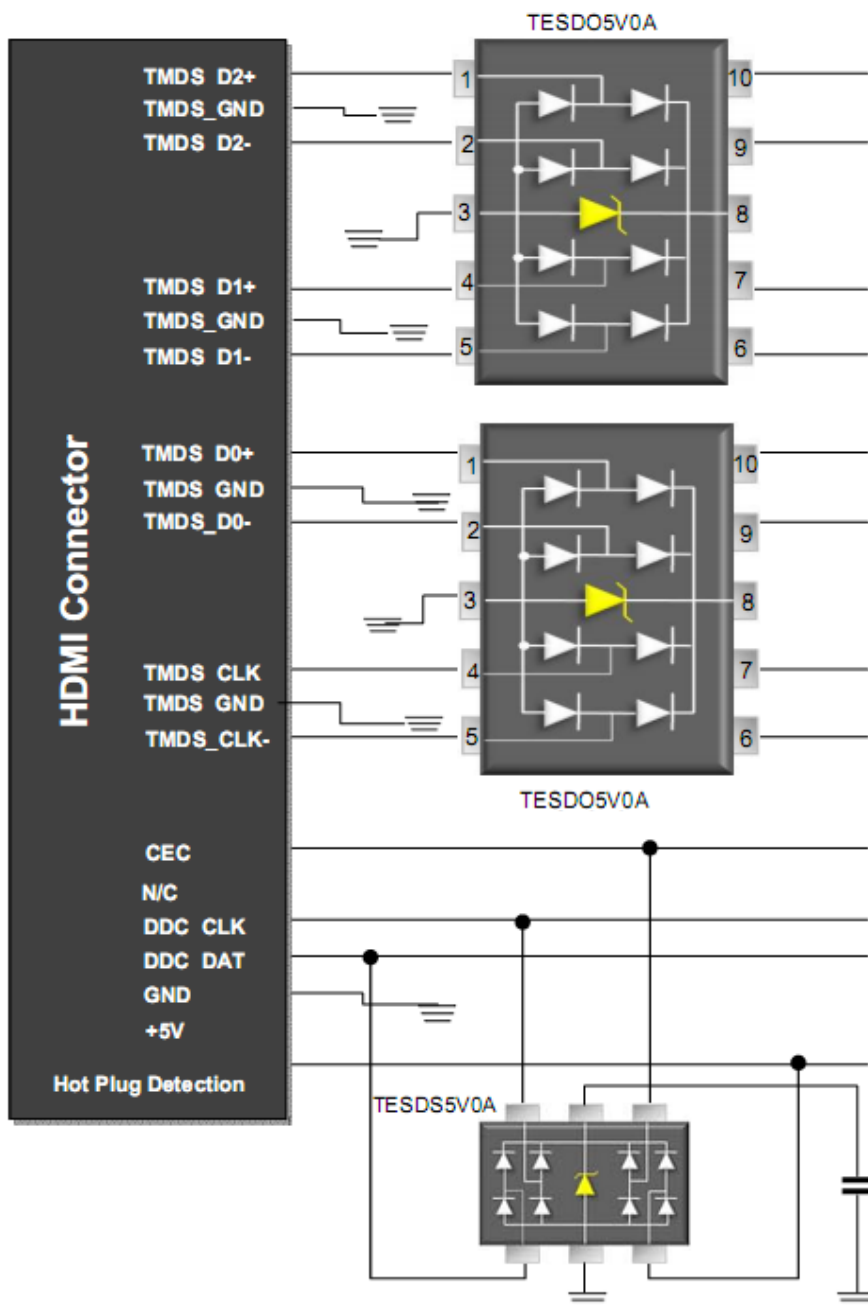 TESDO5V0A
TMDS D2+
TMDS_GND
TMDS D2-
TMDS D1+
TMDS_GND
TMDS D1-
1
2
3
4
5
10
9
8
7
6
HDMI Connector
TMDS D0+
TMDS GND
TMDS_D0-
TMDS CLK
TMDS GND
TMDS_CLK-
1
2
3
4
5
10
9
8
7
6
TESDO5V0A
CEC
N/C
DDC CLK
DDC DAT
GND
+5V
Hot Plug Detection
TESDS5V0A